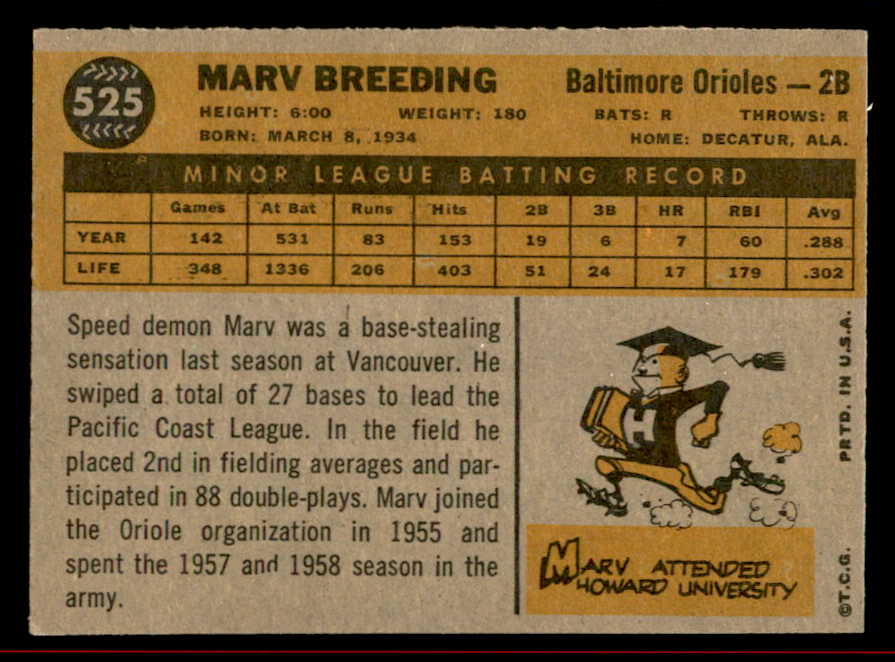 525
MARV BREEDING
Baltimore Orioles — 2B
HEIGHT: 6:00 WEIGHT: 180 BATS: R THROWS: R
BORN: MARCH 8, 1934 HOME: DECATUR, ALA.
MINOR LEAGUE BATTING RECORD
Games At Bat Runs Hits 2B 3B HR RBI Avg
YEAR 142 531 83 153 19 6 7 60 .288
LIFE 348 1336 206 403 51 24 17 179 .302
Speed demon Marv was a base-stealing
sensation last season at Vancouver. He
swiped a total of 27 bases to lead the
Pacific Coast League. In the field he
placed 2nd in fielding averages and par-
ticipated in 88 double-plays. Marv joined
the Oriole organization in 1955 and
spent the 1957 and 1958 season in the
army.
H
MARV ATTENDED
HOWARD UNIVERSITY
©T.C.G. PRTD. IN U.S.A.